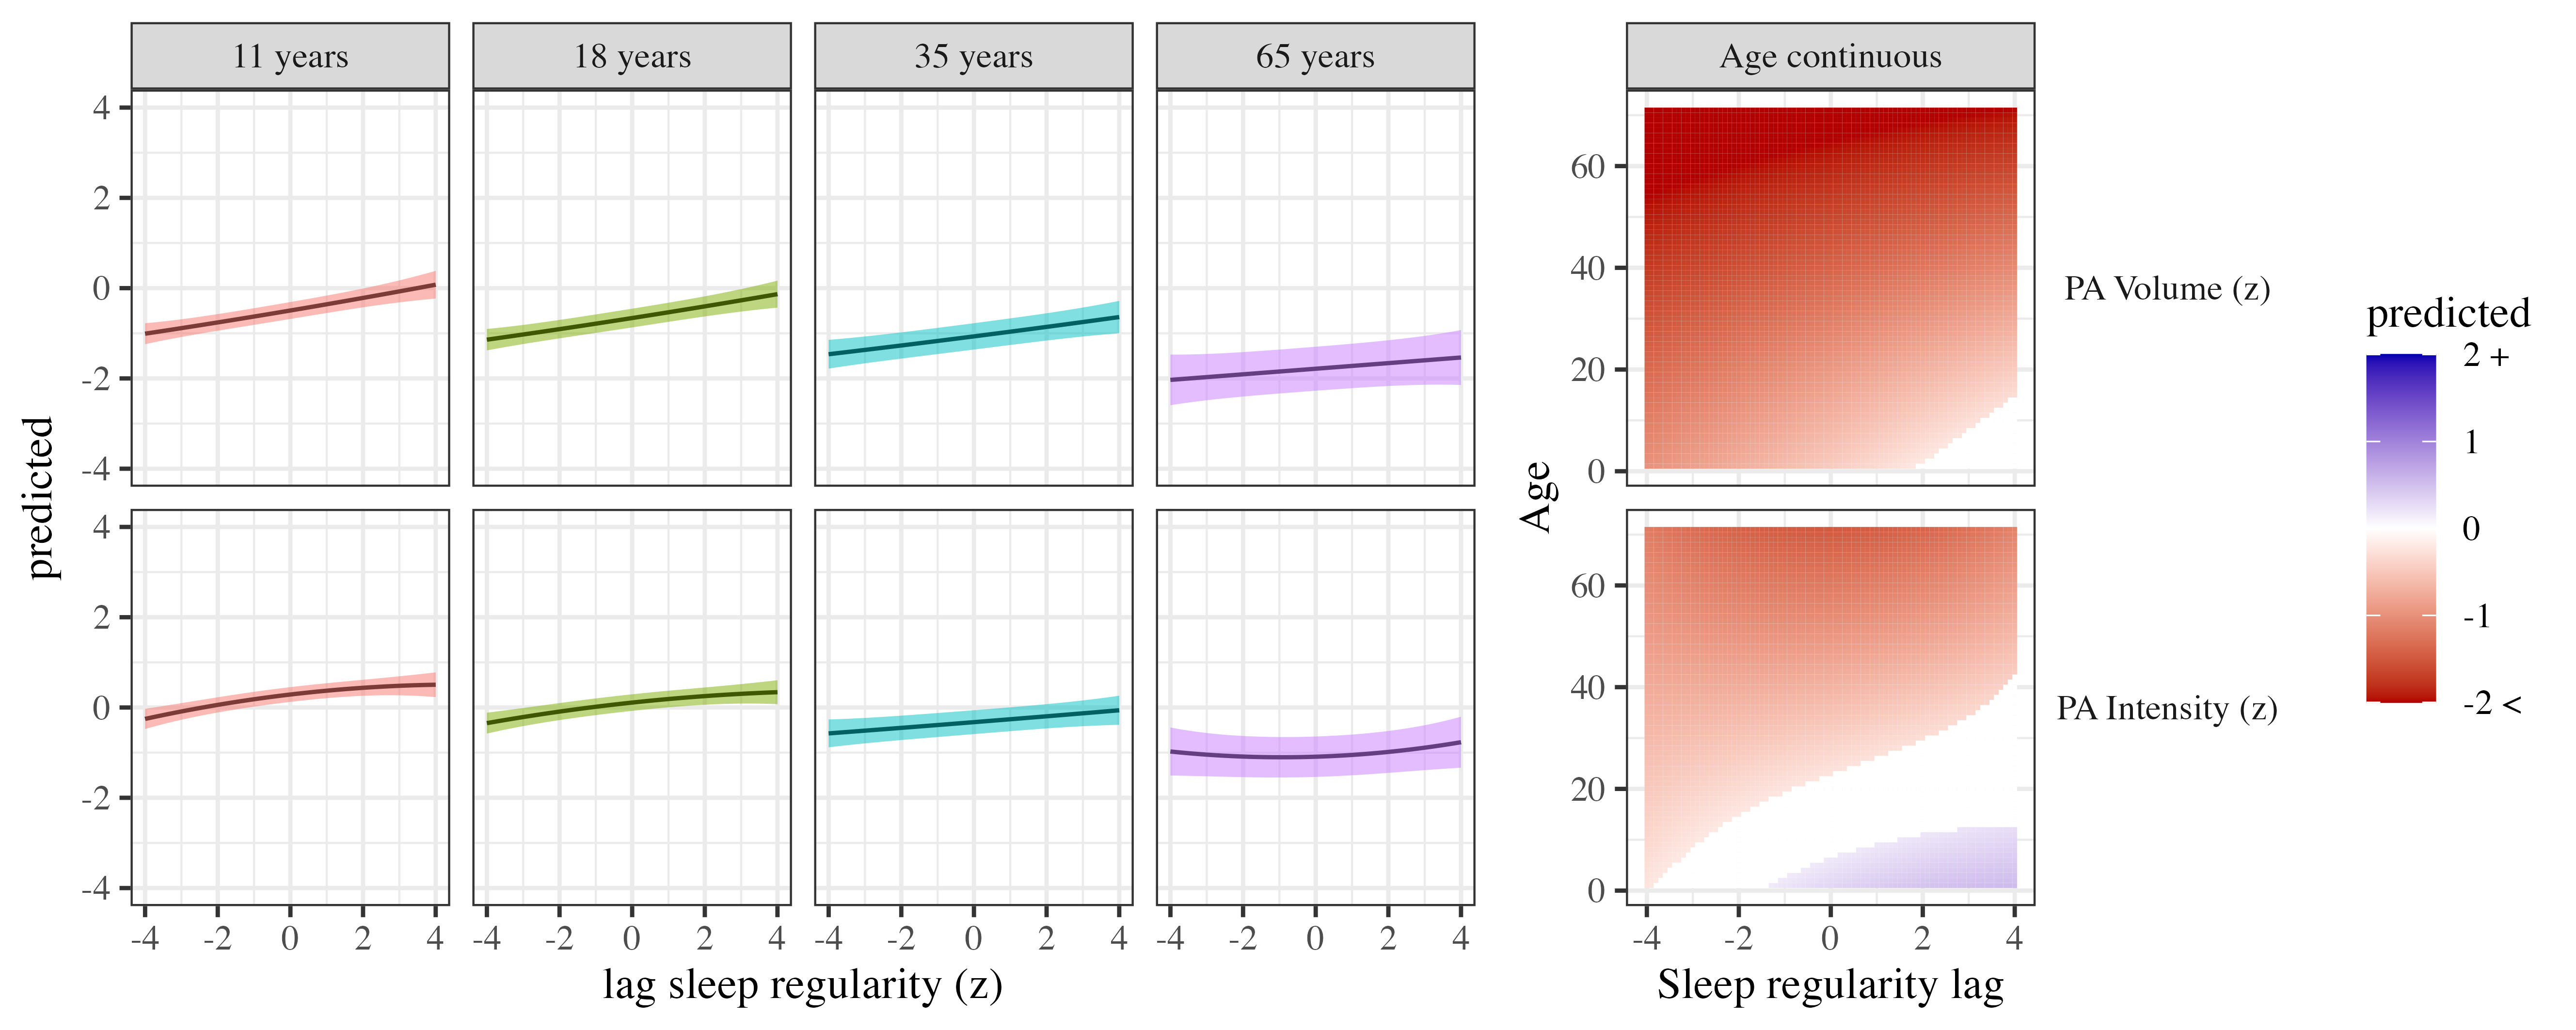 11 years 18 years 35 years 65 years Age continuous
4
2
0
-2
-4
4
2
0
-2
-4
predicted
-4 -2 0 2 4 -4 -2 0 2 4 -4 -2 0 2 4 -4 -2 0 2 4
lag sleep regularity (z)
60
40
20
0
60
40
20
0
Age
-4 -2 0 2 4
Sleep regularity lag
PA Volume (z)
PA Intensity (z)
predicted
2 +
1
0
-1
-2 <